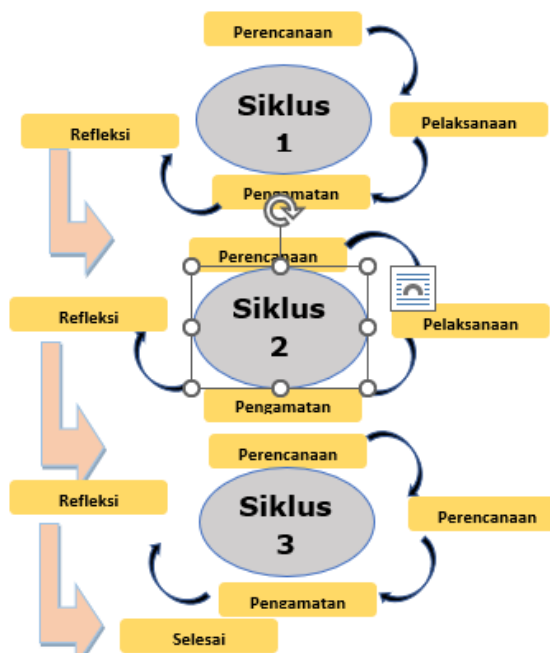 Perencanaan
Siklus
1
Pelaksanaan
Refleksi
Pengamatan
Perencanaan
Siklus
2
Pelaksanaan
Refleksi
Pengamatan
Perencanaan
Siklus
3
Perencanaan
Refleksi
Pengamatan
Selesai